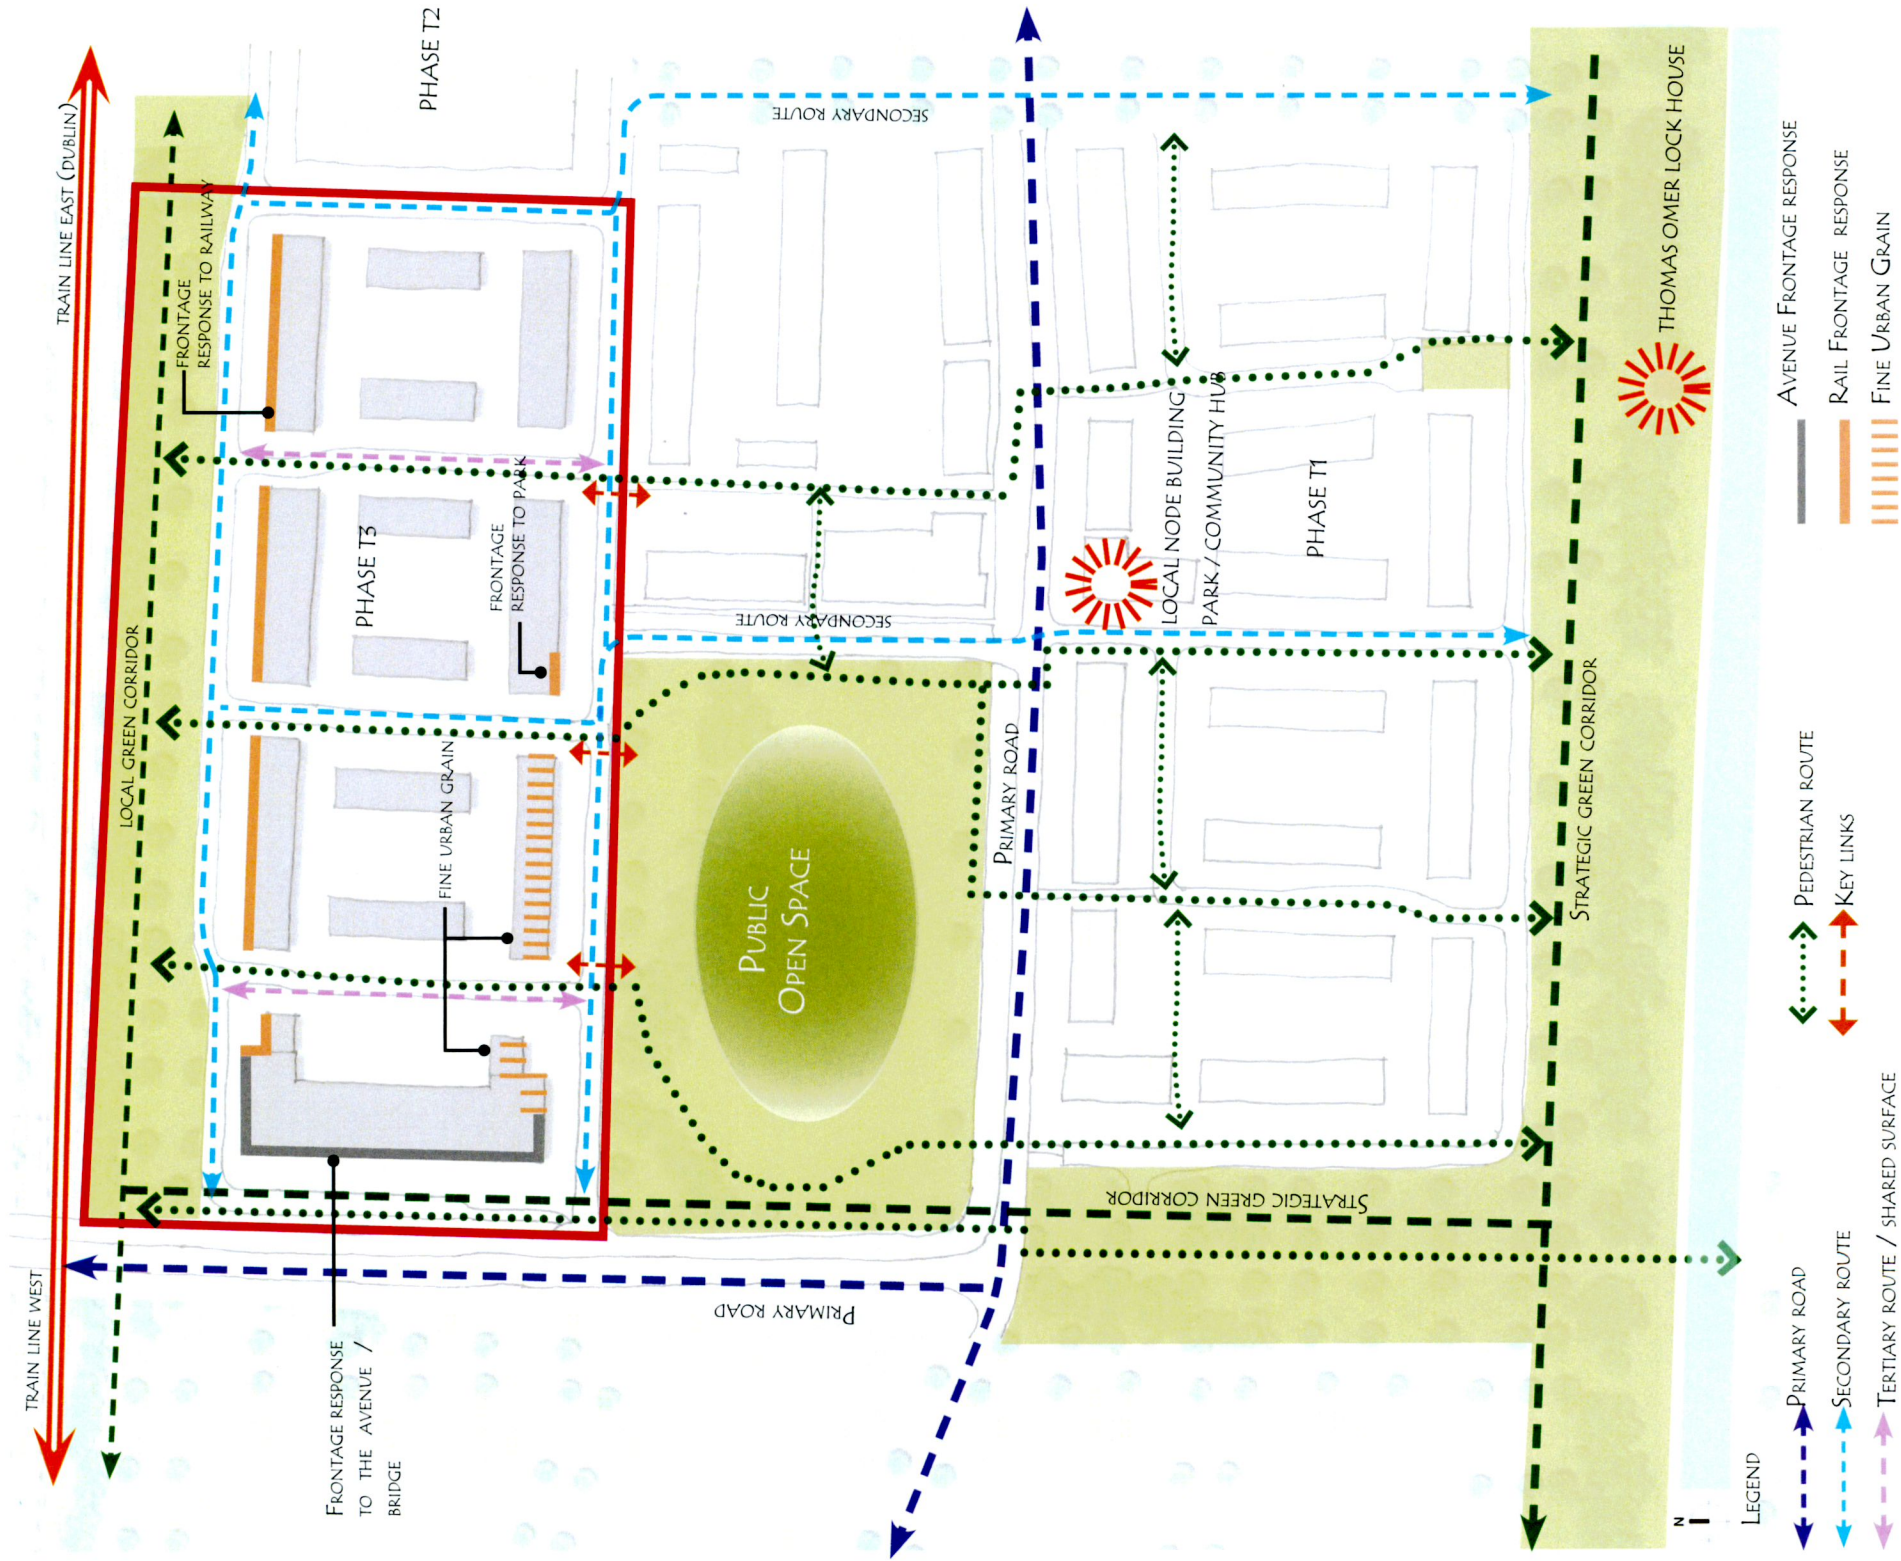 TRAIN LINE WEST
TRAIN LINE EAST (DUBLIN)
LOCAL GREEN CORRIDOR
FRONTAGE
RESPONSE TO RAILWAY
PHASE T2
PHASE T3
FRONTAGE
RESPONSE TO PARK
FINE URBAN GRAIN
FRONTAGE RESPONSE
TO THE AVENUE /
BRIDGE
SECONDARY ROUTE
SECONDARY ROUTE
PUBLIC
OPEN SPACE
PRIMARY ROAD
PRIMARY ROAD
LOCAL NODE BUILDING
PARK / COMMUNITY HUB
PHASE T1
STRATEGIC GREEN CORRIDOR
STRATEGIC GREEN CORRIDOR
THOMAS OMER LOCK HOUSE
N
LEGEND
PRIMARY ROAD
SECONDARY ROUTE
TERTIARY ROUTE / SHARED SURFACE
PEDESTRIAN ROUTE
KEY LINKS
AVENUE FRONTAGE RESPONSE
RAIL FRONTAGE RESPONSE
FINE URBAN GRAIN